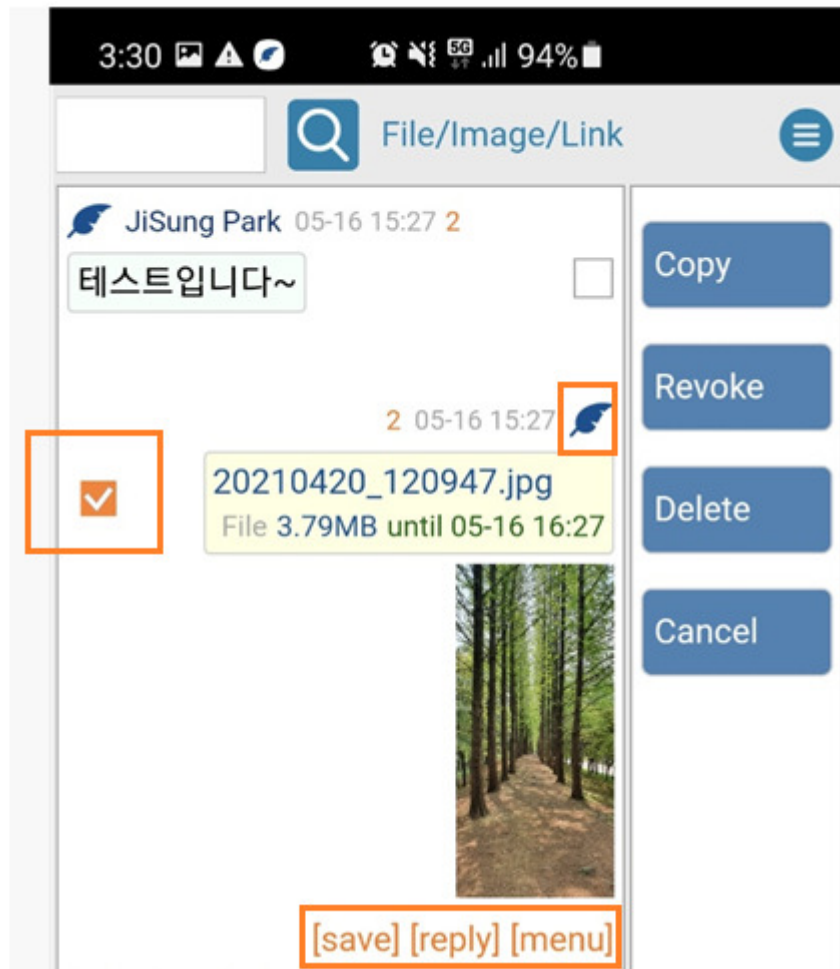 3:30 5G 94%
File/Image/Link
JiSung Park 05-16 15:27 2
테스트입니다~
2 05-16 15:27
20210420_120947.jpg
File 3.79MB until 05-16 16:27
[save] [reply] [menu]
Copy
Revoke
Delete
Cancel